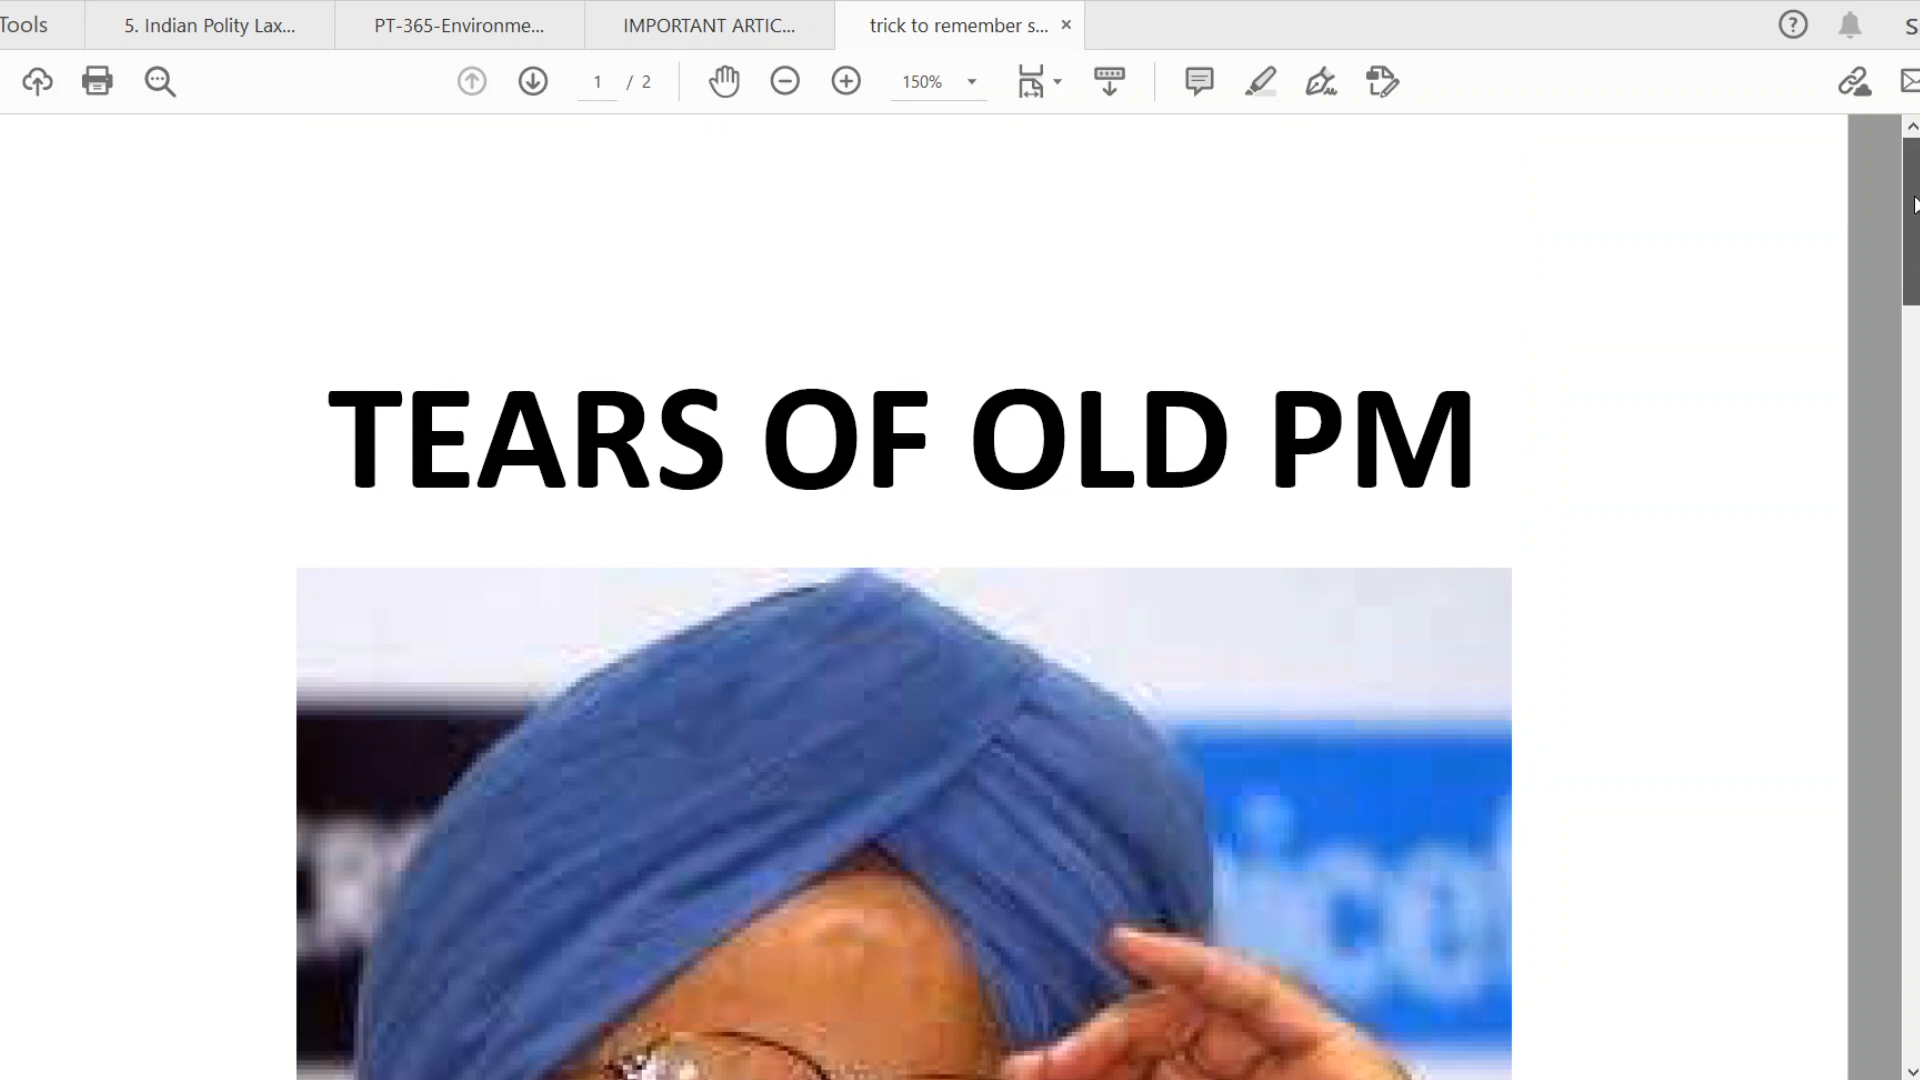 Tools
5. Indian Polity Lax...
PT-365-Environme...
IMPORTANT ARTIC...
trick to remember s...
1 / 2
150%
TEARS OF OLD PM